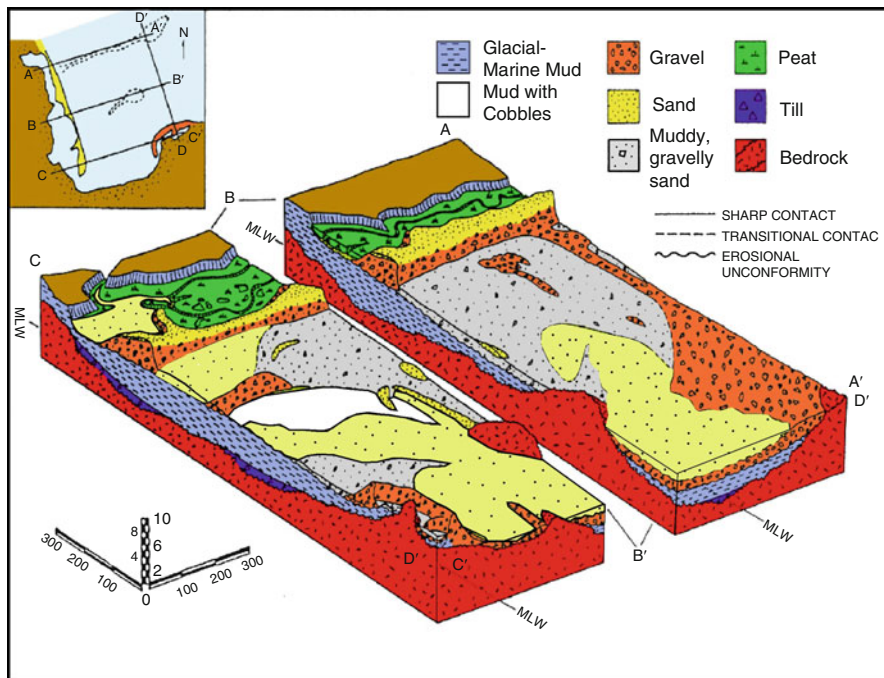 D'
A'
N
A
B'
B
C'
D
C
Glacial-
Marine Mud
Mud with
Cobbles
Gravel
Sand
Muddy,
gravelly
sand
Peat
Till
Bedrock
SHARP CONTACT
TRANSITIONAL CONTAC
EROSIONAL
UNCONFORMITY
A
B
MLW
C
MLW
A'
D'
MLW
B'
D'
C'
MLW
10
8
6
4
2
0
300
200
100
100
200
300